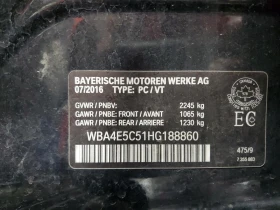 BAYERISCHE MOTOREN WERKE AG
07/2016 TYPE: PC / VT
GVWR / PNBV: 2245 kg
GAWR / PNBE: FRONT / AVANT 1065 kg
GAWR / PNBE: REAR / ARRIERE 1230 kg
WBA4E5C51HG188860
EC
475/9